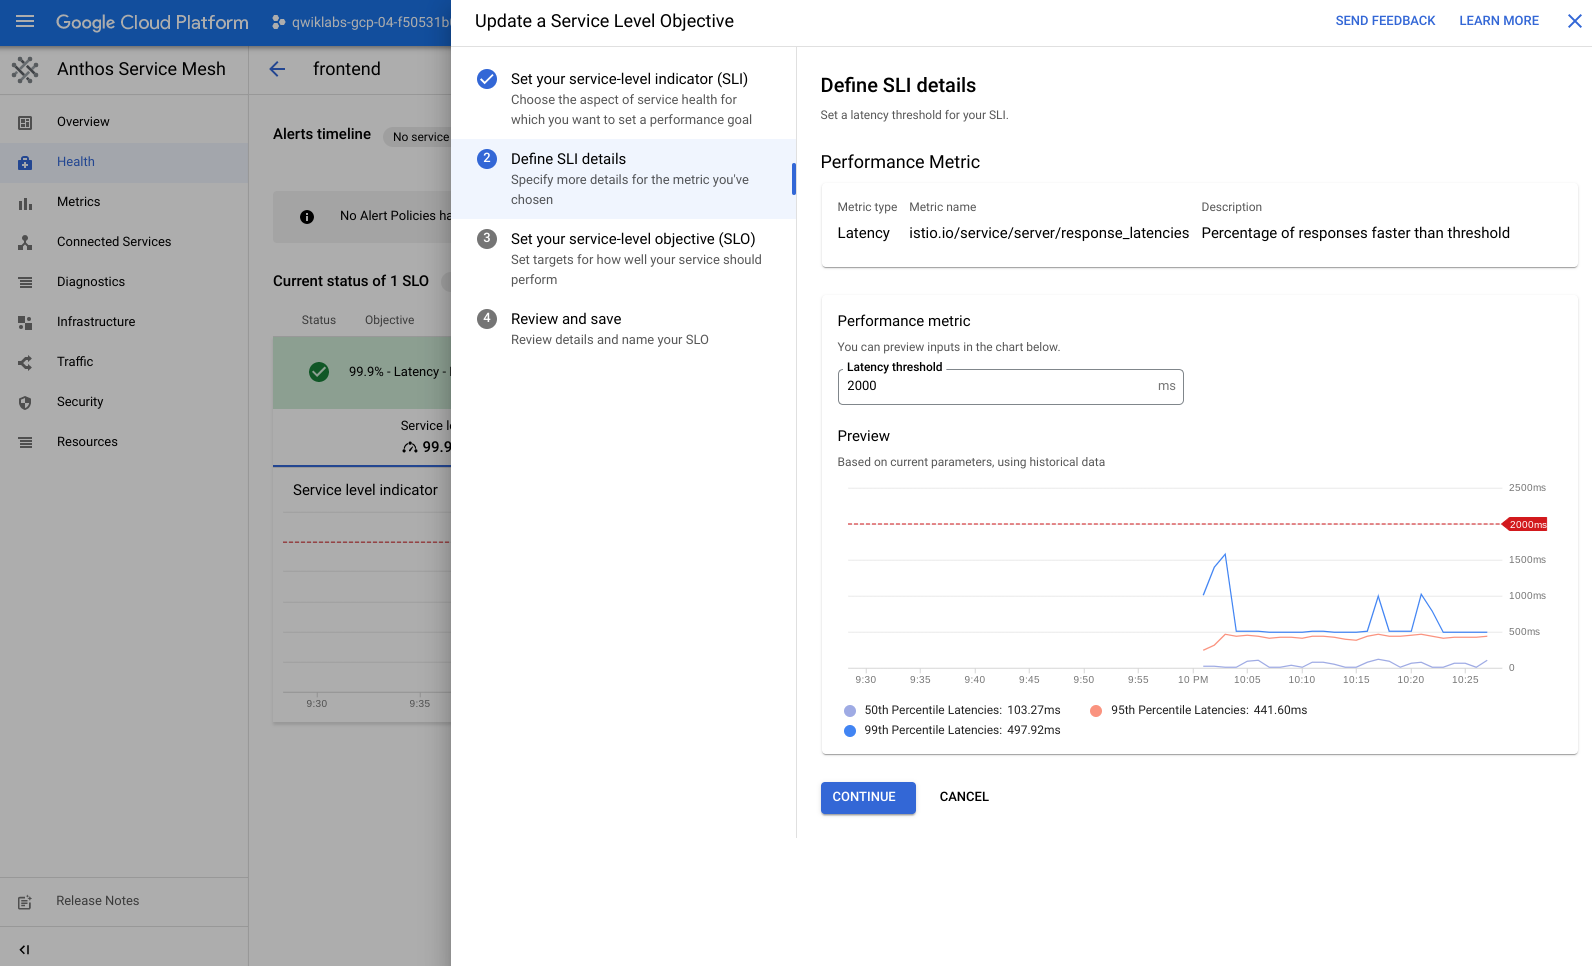 Google Cloud Platform
qwiklabs-gcp-04-f50531b
Update a Service Level Objective
SEND FEEDBACK
LEARN MORE
Anthos Service Mesh
frontend
Overview
Health
Metrics
Connected Services
Diagnostics
Infrastructure
Traffic
Security
Resources
Release Notes
Alerts timeline
No service
No Alert Policies ha
Current status of 1 SLO
Status Objective
99.9% - Latency -
Service l
99.9
Service level indicator
9:30 9:35
Set your service-level indicator (SLI)
Choose the aspect of service health for
which you want to set a performance goal
2
Define SLI details
Specify more details for the metric you've
chosen
3
Set your service-level objective (SLO)
Set targets for how well your service should
perform
4
Review and save
Review details and name your SLO
Define SLI details
Set a latency threshold for your SLI.
Performance Metric
Metric type Metric name Description
Latency istio.io/service/server/response_latencies Percentage of responses faster than threshold
Performance metric
You can preview inputs in the chart below.
Latency threshold
2000 ms
Preview
Based on current parameters, using historical data
2500ms
2000ms
1500ms
1000ms
500ms
0
9:30 9:35 9:40 9:45 9:50 9:55 10 PM 10:05 10:10 10:15 10:20 10:25
50th Percentile Latencies: 103.27ms 95th Percentile Latencies: 441.60ms
99th Percentile Latencies: 497.92ms
CONTINUE CANCEL